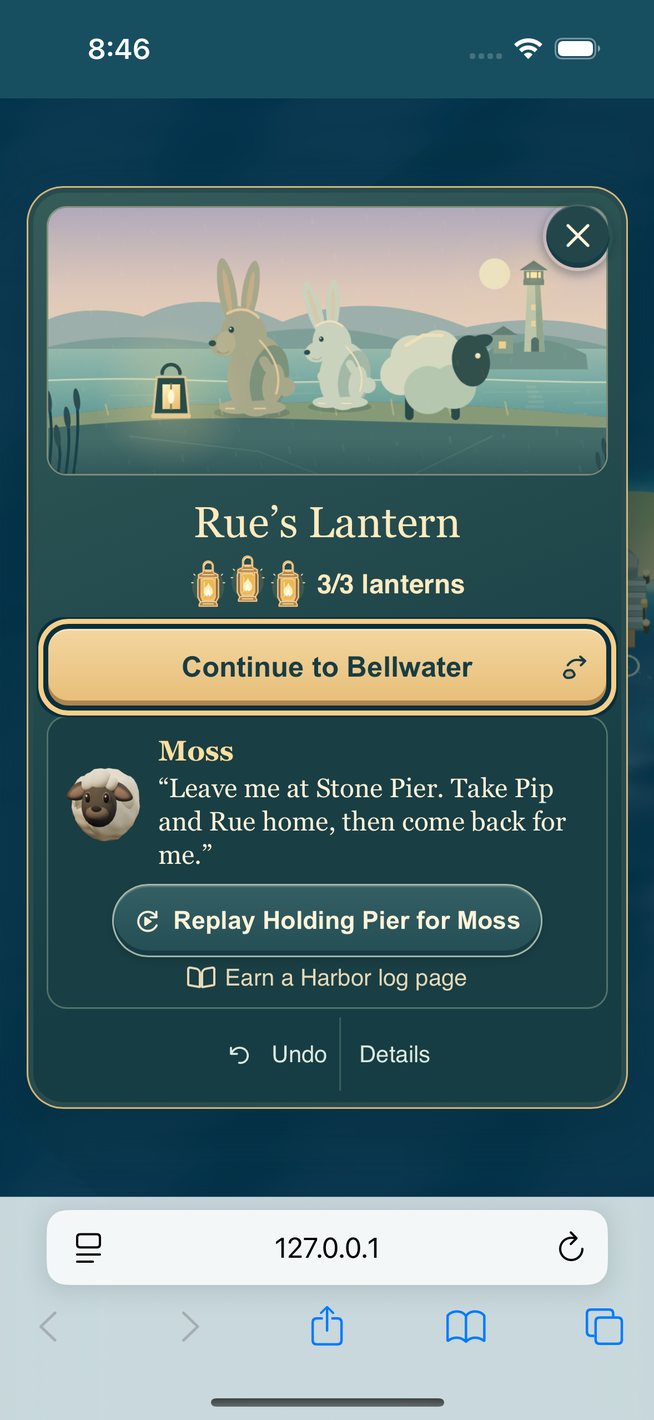 8:46
Rue’s Lantern
3/3 lanterns
Continue to Bellwater
Moss
“Leave me at Stone Pier. Take Pip
and Rue home, then come back for
me.”
Replay Holding Pier for Moss
Earn a Harbor log page
Undo
Details
127.0.0.1